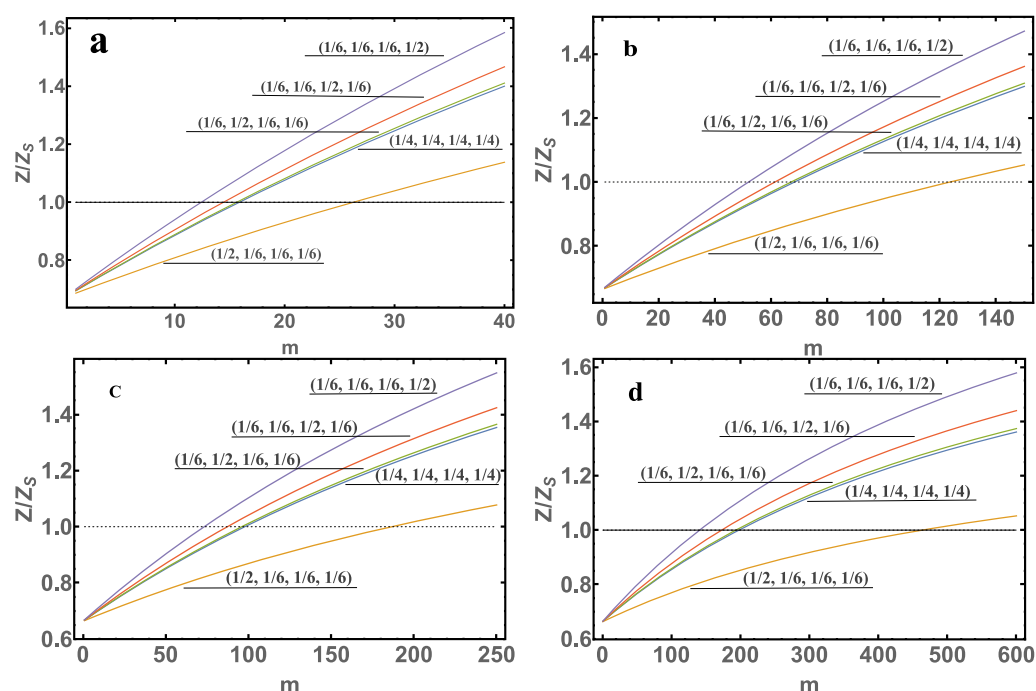 a
1.6
1.4
1.2
1.0
0.8
Z/Z_S
(1/6, 1/6, 1/6, 1/2)
(1/6, 1/6, 1/2, 1/6)
(1/6, 1/2, 1/6, 1/6)
(1/4, 1/4, 1/4, 1/4)
(1/2, 1/6, 1/6, 1/6)
10 20 30 40
m
b
1.4
1.2
1.0
0.8
Z/Z_S
(1/6, 1/6, 1/6, 1/2)
(1/6, 1/6, 1/2, 1/6)
(1/6, 1/2, 1/6, 1/6)
(1/4, 1/4, 1/4, 1/4)
(1/2, 1/6, 1/6, 1/6)
0 20 40 60 80 100 120 140
m
c
1.4
1.2
1.0
0.8
0.6
Z/Z_S
(1/6, 1/6, 1/6, 1/2)
(1/6, 1/6, 1/2, 1/6)
(1/6, 1/2, 1/6, 1/6)
(1/4, 1/4, 1/4, 1/4)
(1/2, 1/6, 1/6, 1/6)
0 50 100 150 200 250
m
d
1.6
1.4
1.2
1.0
0.8
0.6
Z/Z_S
(1/6, 1/6, 1/6, 1/2)
(1/6, 1/6, 1/2, 1/6)
(1/6, 1/2, 1/6, 1/6)
(1/4, 1/4, 1/4, 1/4)
(1/2, 1/6, 1/6, 1/6)
0 100 200 300 400 500 600
m